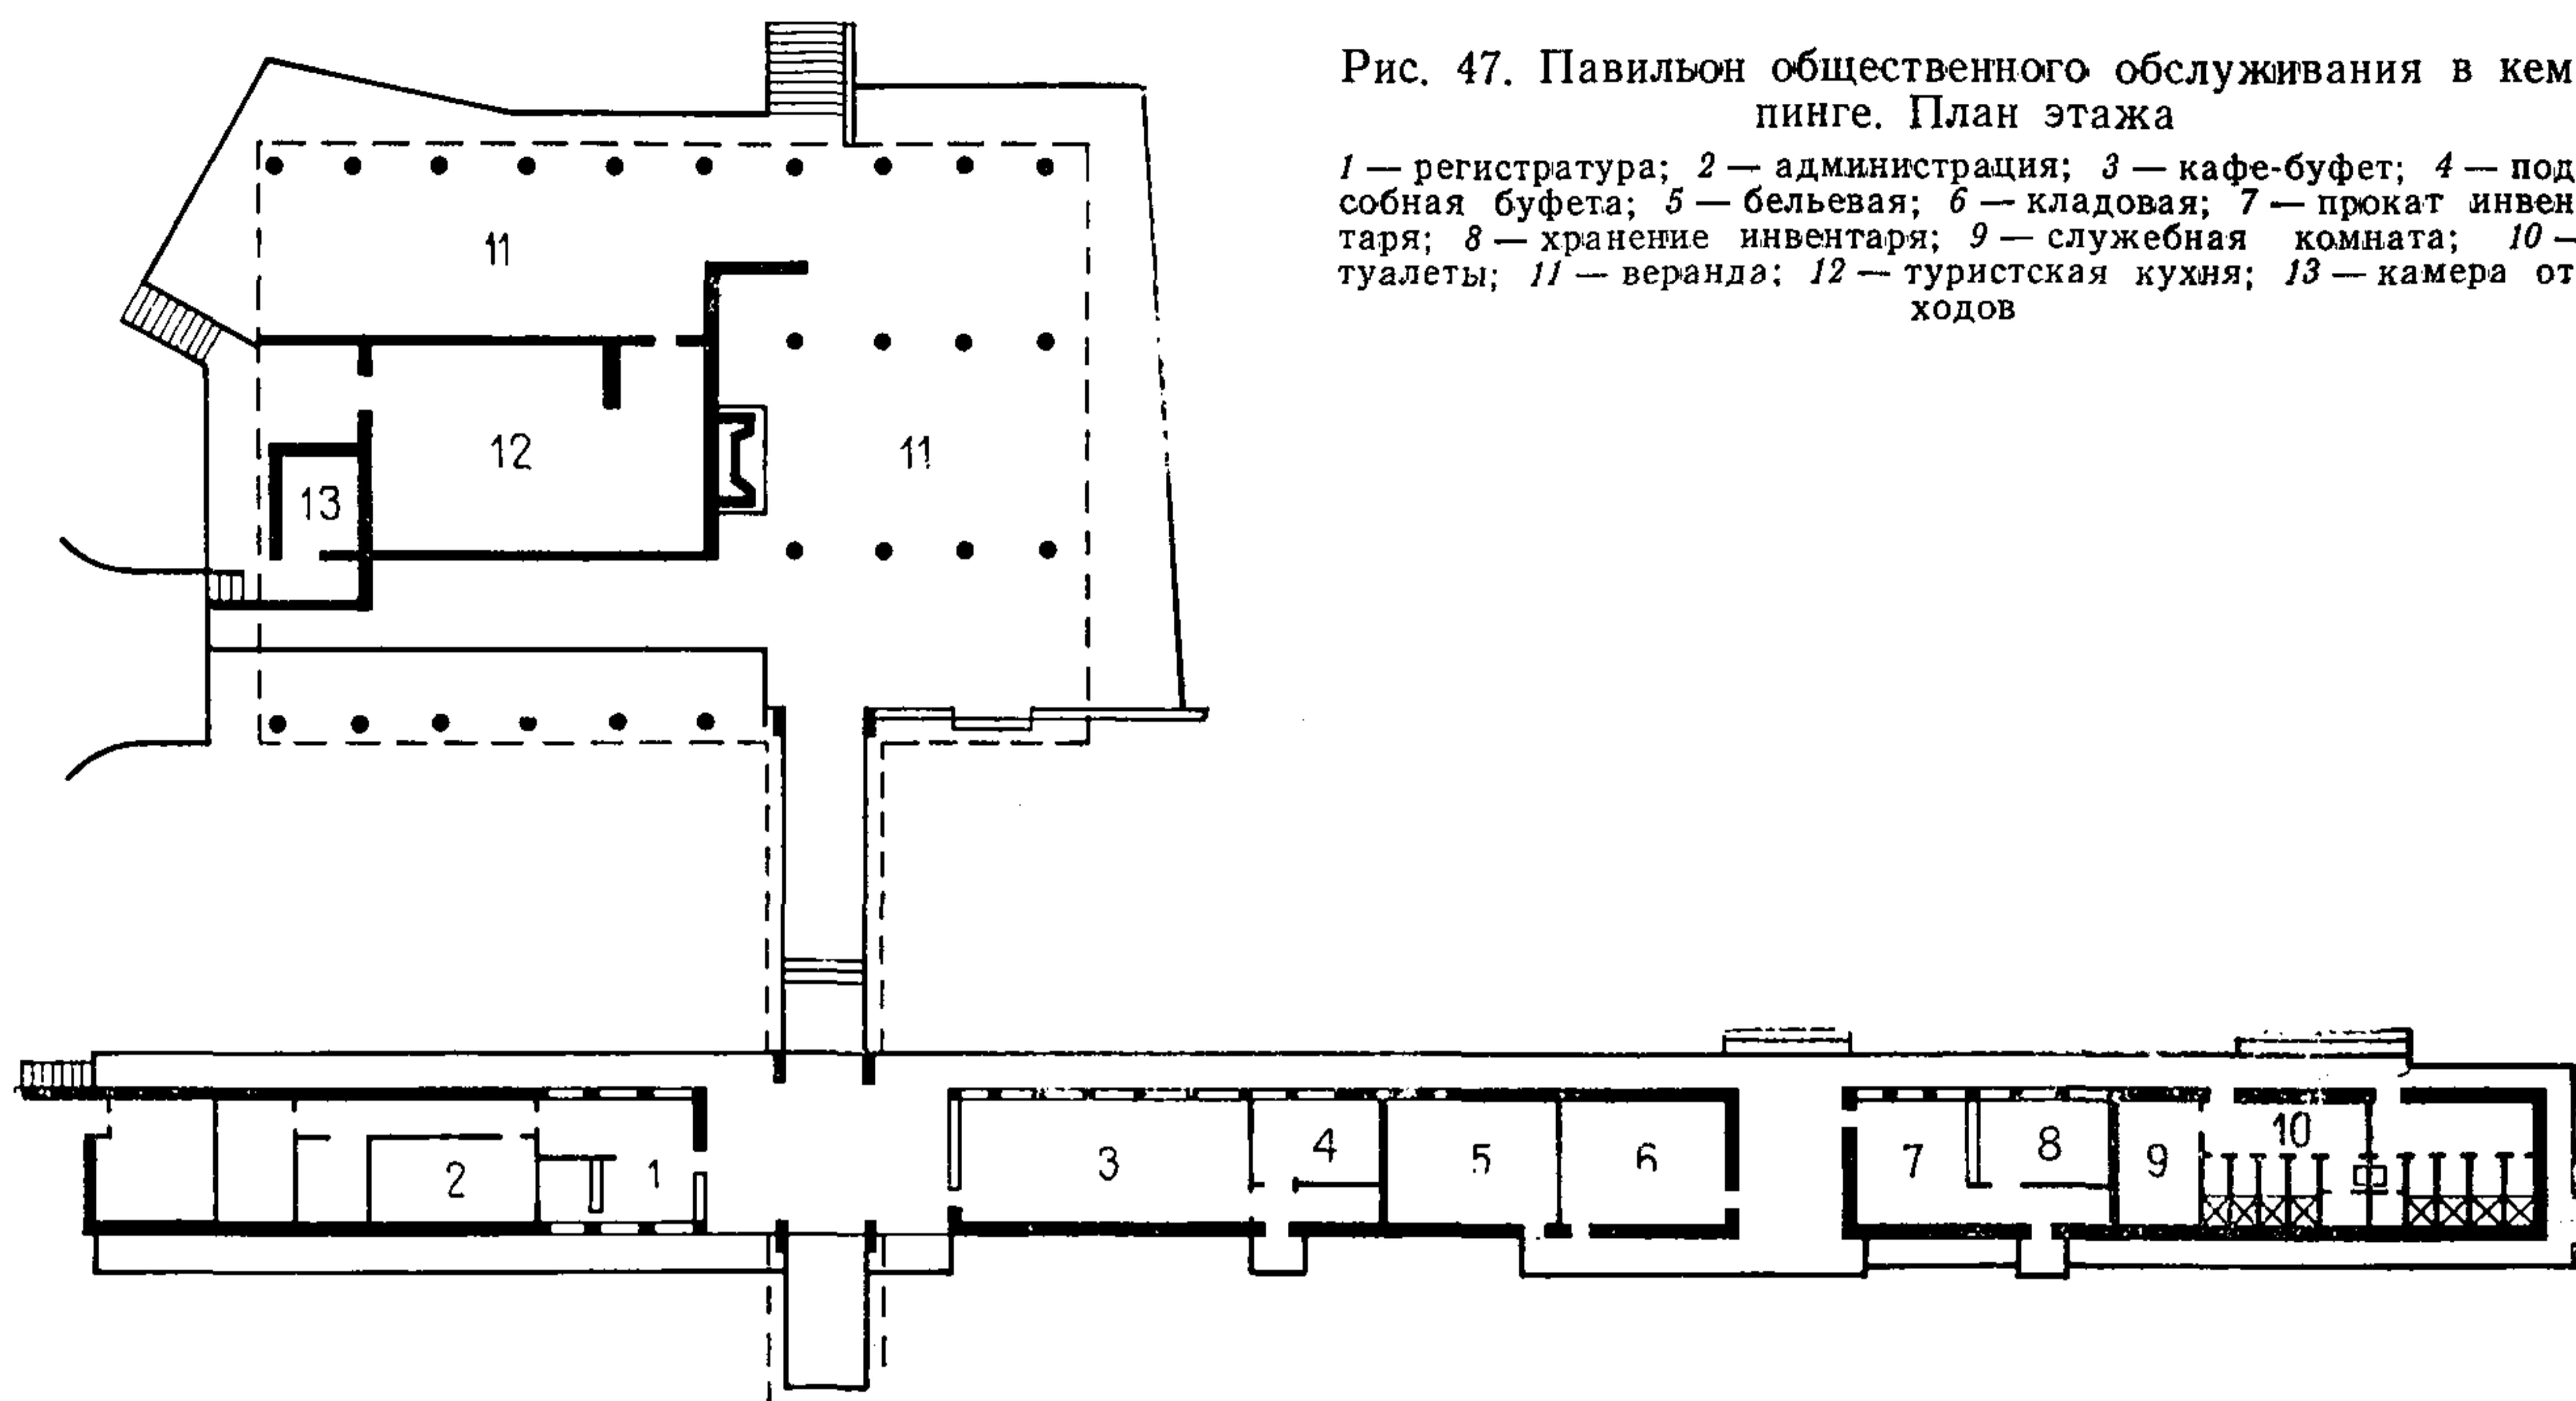 Рис. 47. Павильон общественного обслуживания в кем
пинге. План этажа
1 — регистратура; 2 — администрация; 3 — кафе-буфет; 4 — под
собная буфета; 5 — бельевая; 6 — кладовая; 7 — прокат инвен
таря; 8 — хранение инвентаря; 9 — служебная комната; 10 —
туалеты; 11 — веранда; 12 — туристская кухня; 13 — камера от
ходов
11
12
11
13
2
1
3
4
5
6
7
8
9
10